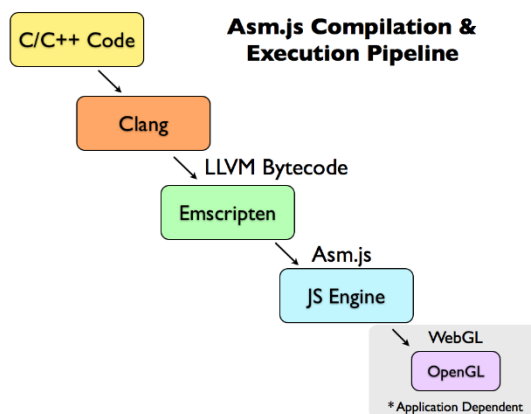 C/C++ Code
Asm.js Compilation &
Execution Pipeline
Clang
LLVM Bytecode
Emscripten
Asm.js
JS Engine
WebGL
OpenGL
* Application Dependent